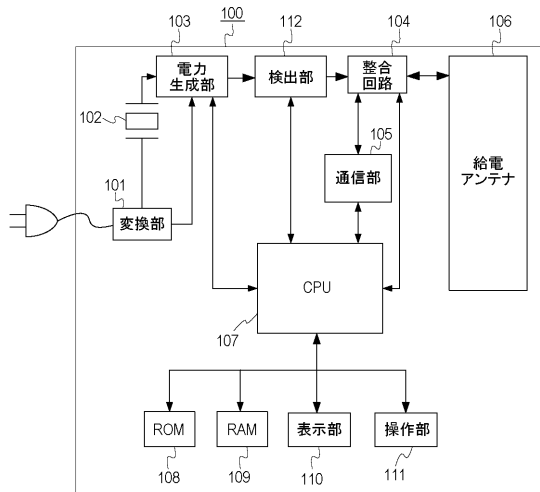 103
100
112
104
106
電力
生成部
検出部
整合
回路
102
105
通信部
給電
アンテナ
101
変換部
CPU
107
ROM
RAM
表示部
操作部
108
109
110
111